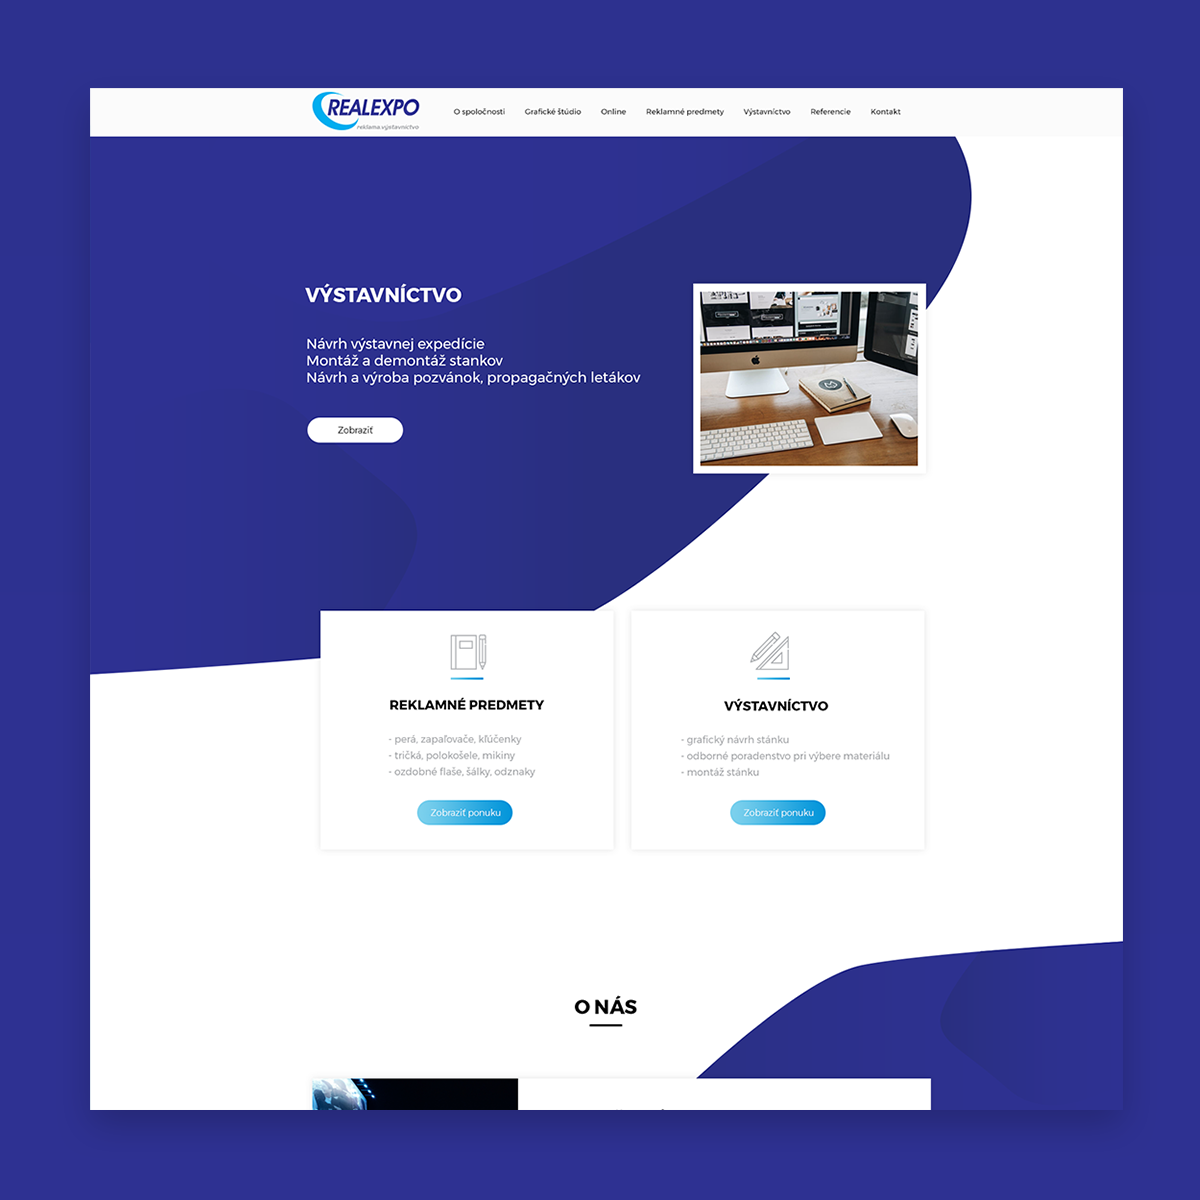 REALEXPO
reklama.výstavníctvo
O spoločnosti
Grafické štúdio
Online
Reklamné predmety
Výstavníctvo
Referencie
Kontakt
VÝSTAVNÍCTVO
Návrh výstavnej expedície
Montáž a demontáž stankov
Návrh a výroba pozvánok, propagačných letákov
Zobraziť
REKLAMNÉ PREDMETY
- perá, zapaľovače, kľúčenky
- tričká, polokošele, mikiny
- ozdobné flaše, šálky, odznaky
Zobraziť ponuku
VÝSTAVNÍCTVO
- grafický návrh stánku
- odborné poradenstvo pri výbere materiálu
- montáž stánku
Zobraziť ponuku
O NÁS